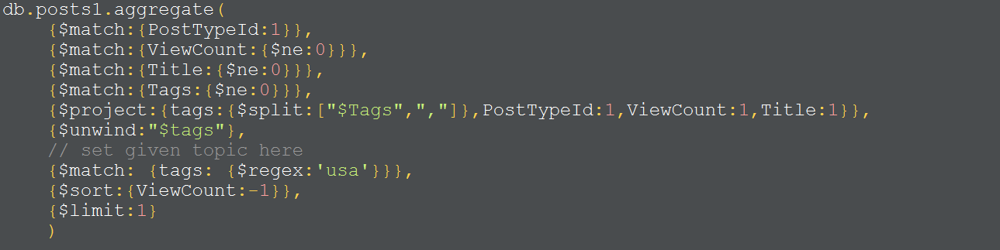 db.posts1.aggregate(
{$match:{PostTypeId:1}},
{$match:{ViewCount:{$ne:0}}},
{$match:{Title:{$ne:0}}},
{$match:{Tags:{$ne:0}}},
{$project:{tags:{$split:["$Tags",","]},PostTypeId:1,ViewCount:1,Title:1}},
{$unwind:"$tags"},
// set given topic here
{$match: {tags: {$regex:'usa'}}},
{$sort:{ViewCount:-1}},
{$limit:1}
)